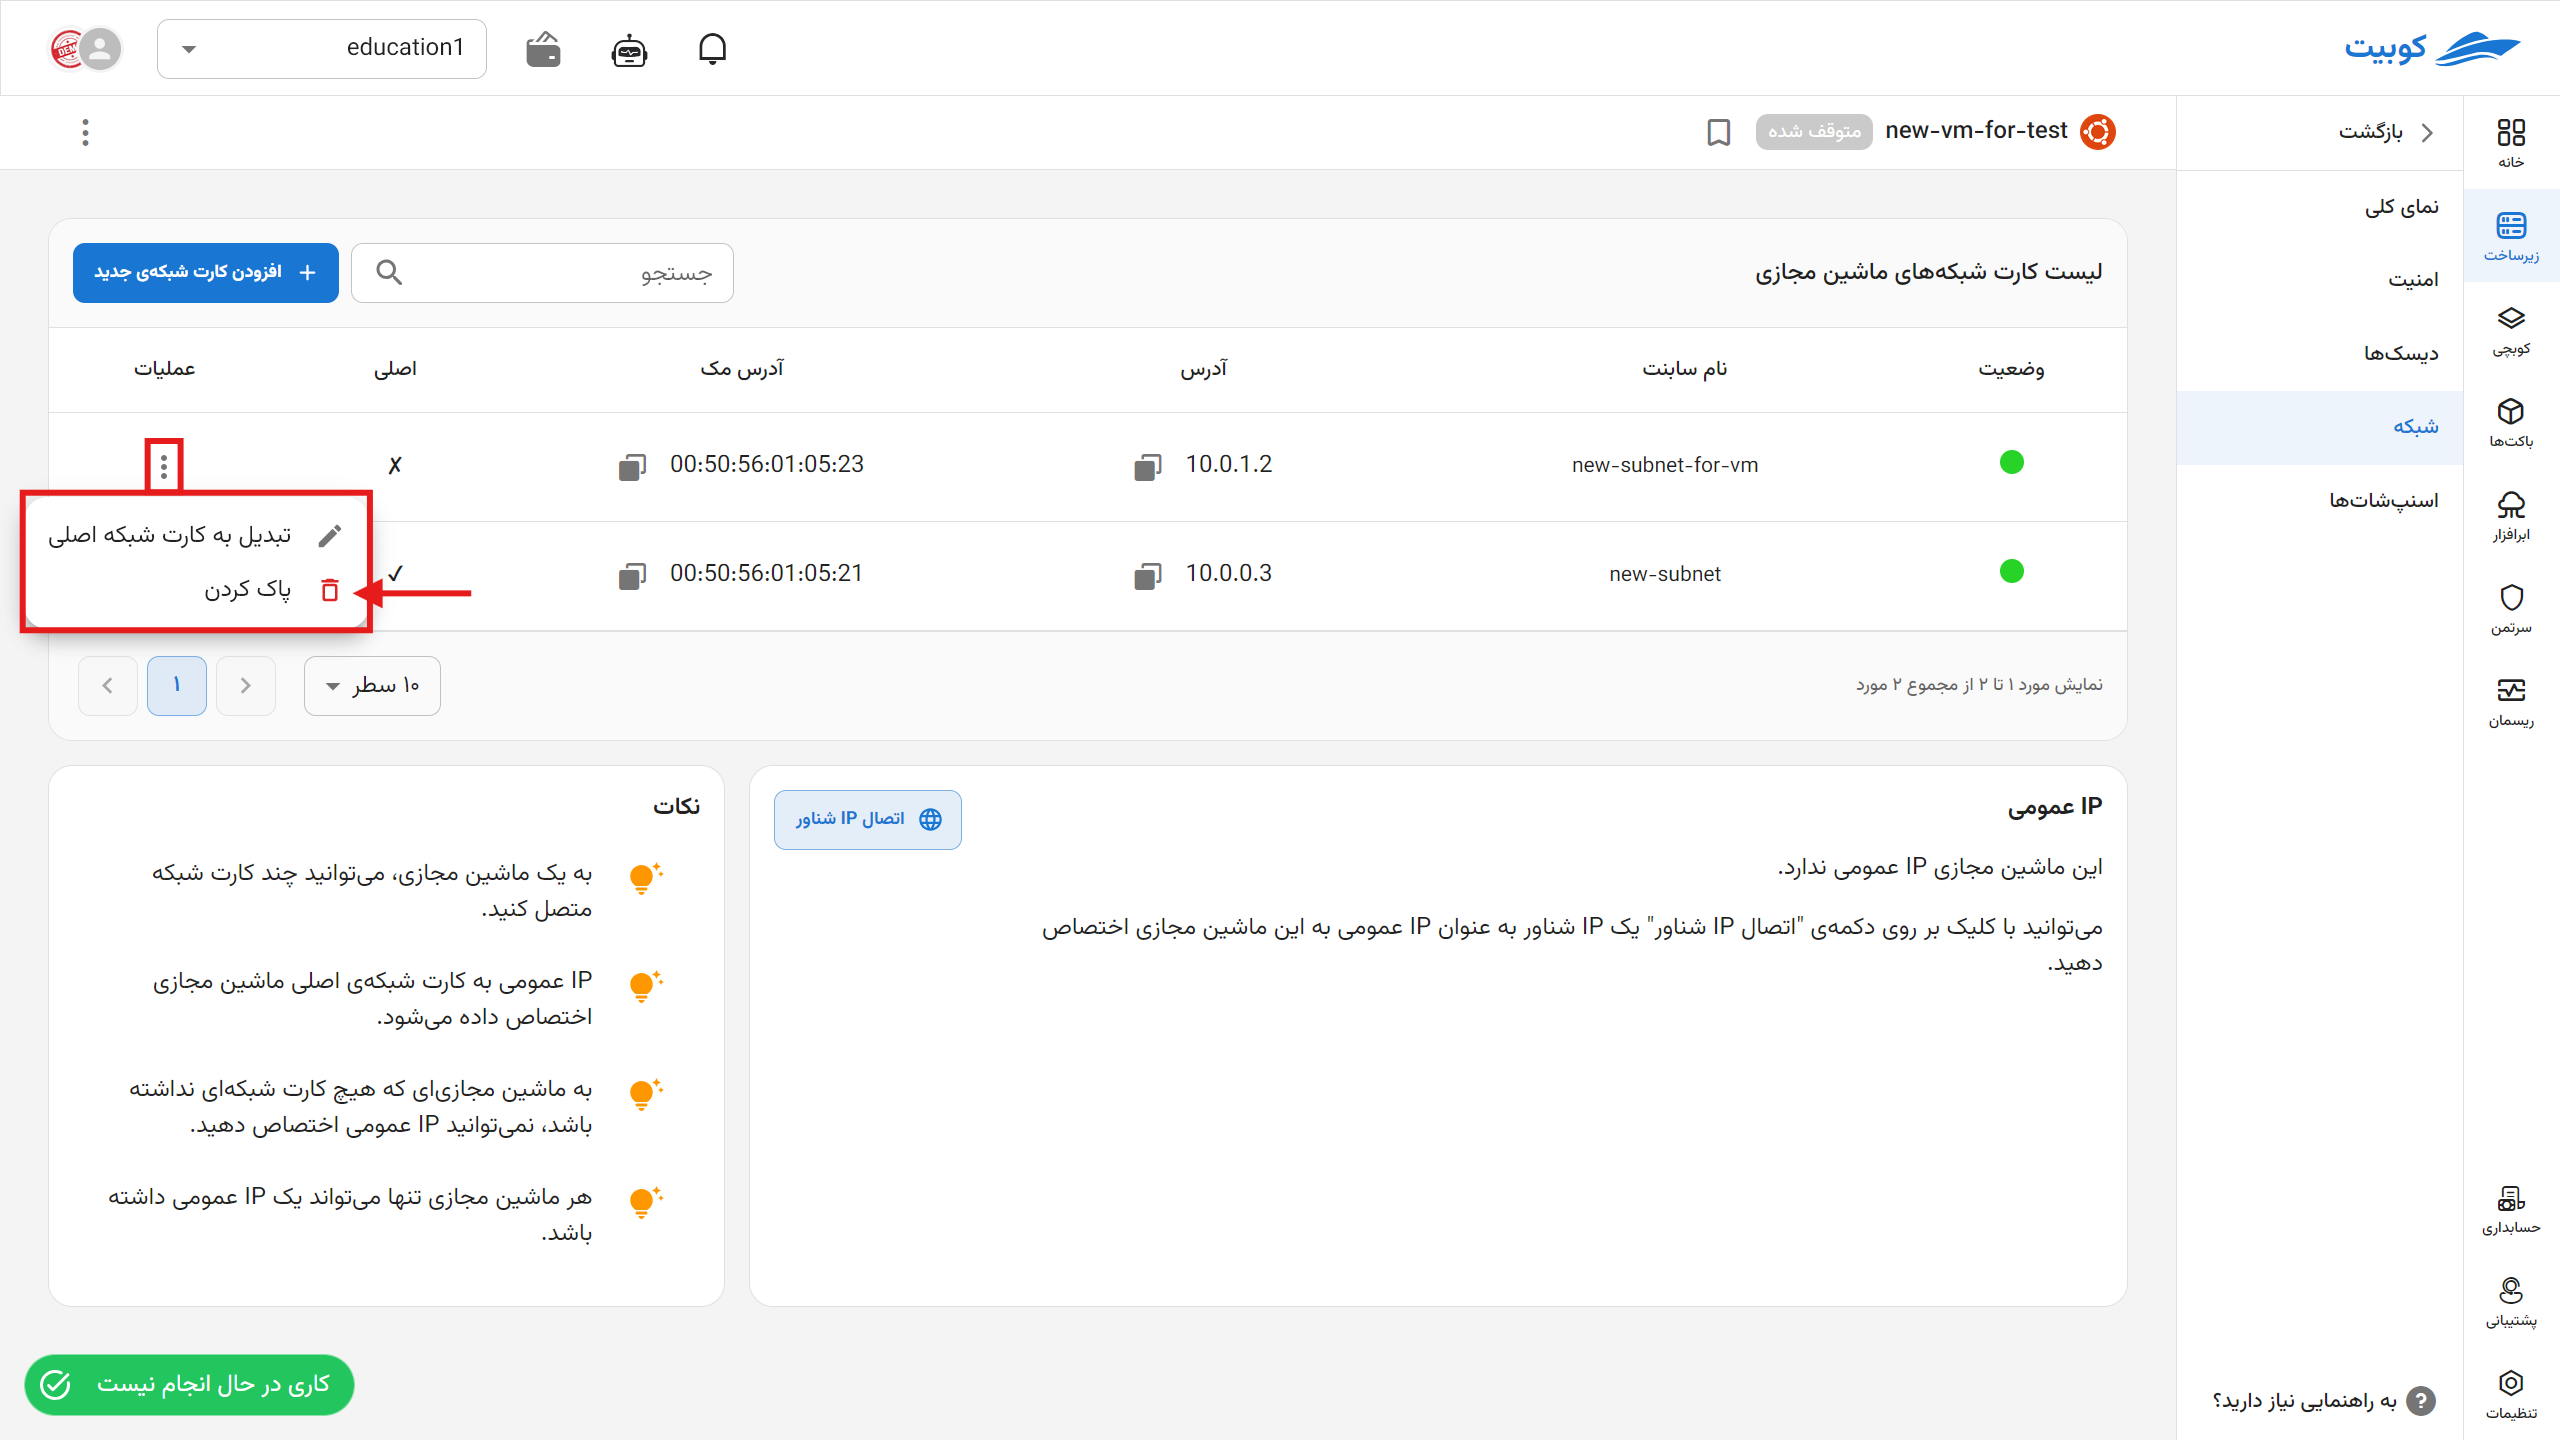 کوبیت
education1
خانه
زیرساخت
کوبچی
باکت‌ها
ابرافزار
سرتمن
ریسمان
حسابداری
پشتیبانی
تنظیمات
بازگشت
نمای کلی
امنیت
دیسک‌ها
شبکه
اسنپ‌شات‌ها
به راهنمایی نیاز دارید؟
new-vm-for-test
متوقف شده
لیست کارت شبکه‌های ماشین مجازی
جستجو
افزودن کارت شبکه‌ی جدید
وضعیت نام سابنت آدرس آدرس مک اصلی عملیات
new-subnet-for-vm 10.0.1.2 00:50:56:01:05:23 ✗
new-subnet 10.0.0.3 00:50:56:01:05:21 ✓
تبدیل به کارت شبکه اصلی
پاک کردن
نمایش مورد ۱ تا ۲ از مجموع ۲ مورد
۱۰ سطر
۱
IP عمومی
اتصال IP شناور
این ماشین مجازی IP عمومی ندارد.
می‌توانید با کلیک بر روی دکمه‌ی "اتصال IP شناور" یک IP شناور به عنوان IP عمومی به این ماشین مجازی اختصاص
دهید.
نکات
به یک ماشین مجازی، می‌توانید چند کارت شبکه
متصل کنید.
IP عمومی به کارت شبکه‌ی اصلی ماشین مجازی
اختصاص داده می‌شود.
به ماشین مجازی‌ای که هیچ کارت شبکه‌ای نداشته
باشد، نمی‌توانید IP عمومی اختصاص دهید.
هر ماشین مجازی تنها می‌تواند یک IP عمومی داشته
باشد.
کاری در حال انجام نیست